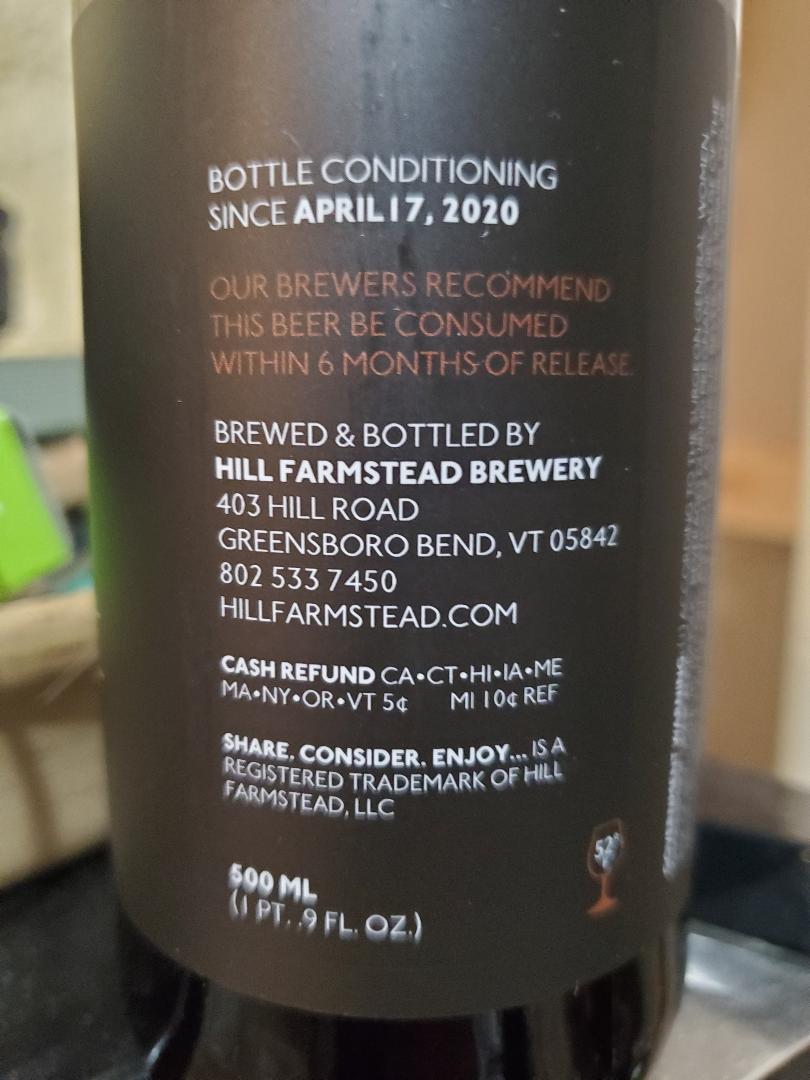 BOTTLE CONDITIONING
SINCE APRIL 17, 2020
OUR BREWERS RECOMMEND
THIS BEER BE CONSUMED
WITHIN 6 MONTHS OF RELEASE.
BREWED & BOTTLED BY
HILL FARMSTEAD BREWERY
403 HILL ROAD
GREENSBORO BEND, VT 05842
802 533 7450
HILLFARMSTEAD.COM
CASH REFUND CA•CT•HI•IA•ME
MA•NY•OR•VT 5¢ MI 10¢ REF
SHARE. CONSIDER. ENJOY... IS A
REGISTERED TRADEMARK OF HILL
FARMSTEAD, LLC
52°
500 ML
(1 PT. .9 FL. OZ.)